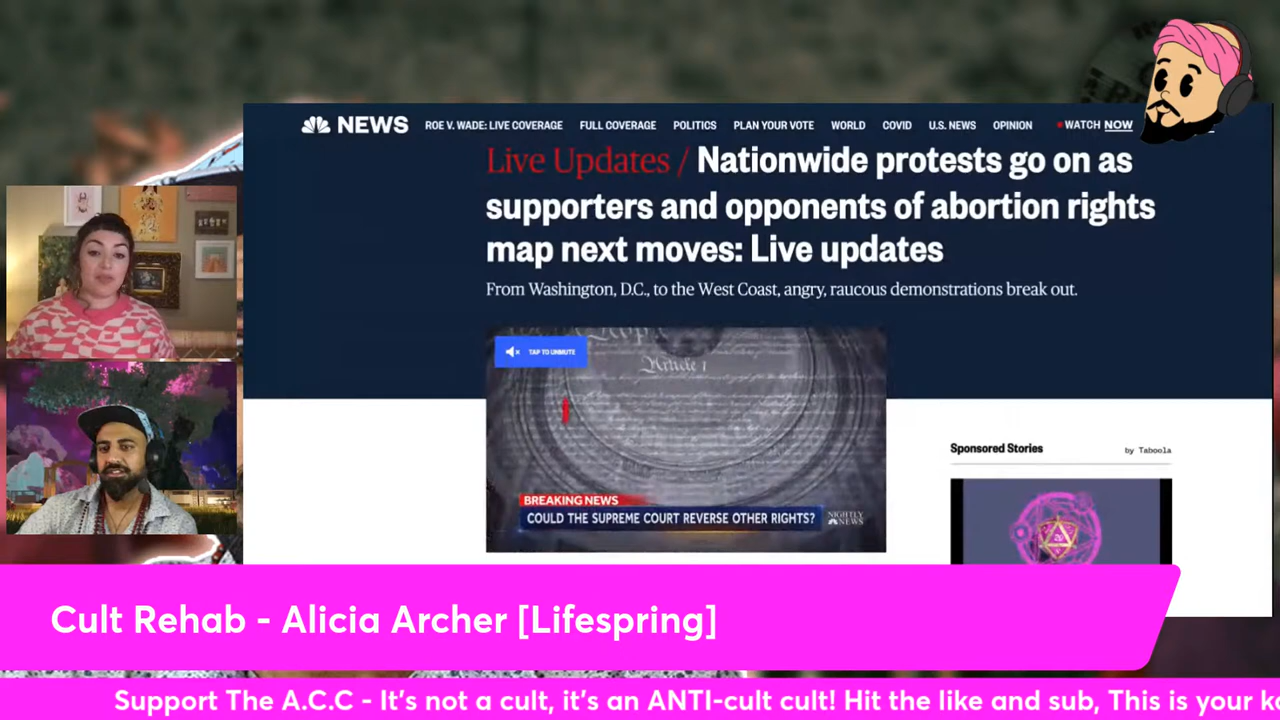 NEWS
ROE V. WADE: LIVE COVERAGE FULL COVERAGE POLITICS PLAN YOUR VOTE WORLD COVID U.S. NEWS OPINION WATCH NOW
Live Updates / Nationwide protests go on as
supporters and opponents of abortion rights
map next moves: Live updates
From Washington, D.C., to the West Coast, angry, raucous demonstrations break out.
TAP TO UNMUTE
Article 1
BREAKING NEWS
COULD THE SUPREME COURT REVERSE OTHER RIGHTS?
NIGHTLY
NEWS
Sponsored Stories
by Taboola
20
Cult Rehab - Alicia Archer [Lifespring]
Support The A.C.C - It's not a cult, it's an ANTI-cult cult! Hit the like and sub, This is your